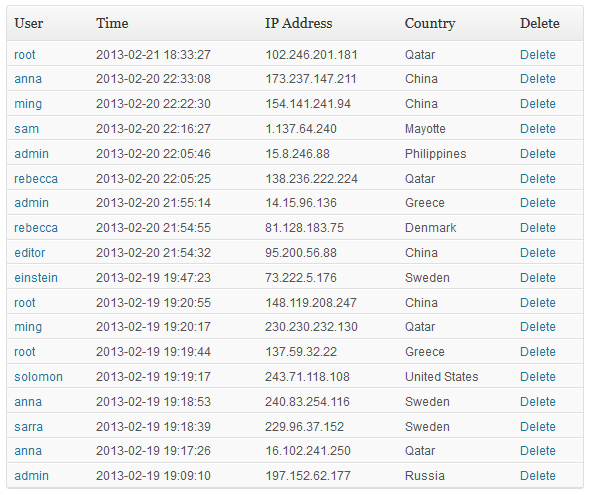 User Time IP Address Country Delete
root 2013-02-21 18:33:27 102.246.201.181 Qatar Delete
anna 2013-02-20 22:33:08 173.237.147.211 China Delete
ming 2013-02-20 22:22:30 154.141.241.94 China Delete
sam 2013-02-20 22:16:27 1.137.64.240 Mayotte Delete
admin 2013-02-20 22:05:46 15.8.246.88 Philippines Delete
rebecca 2013-02-20 22:05:25 138.236.222.224 Qatar Delete
admin 2013-02-20 21:55:14 14.15.96.136 Greece Delete
rebecca 2013-02-20 21:54:55 81.128.183.75 Denmark Delete
editor 2013-02-20 21:54:32 95.200.56.88 China Delete
einstein 2013-02-19 19:47:23 73.222.5.176 Sweden Delete
root 2013-02-19 19:20:55 148.119.208.247 China Delete
ming 2013-02-19 19:20:17 230.230.232.130 Qatar Delete
root 2013-02-19 19:19:44 137.59.32.22 Greece Delete
solomon 2013-02-19 19:19:17 243.71.118.108 United States Delete
anna 2013-02-19 19:18:53 240.83.254.116 Sweden Delete
sarra 2013-02-19 19:18:39 229.96.37.152 Sweden Delete
anna 2013-02-19 19:17:26 16.102.241.250 Qatar Delete
admin 2013-02-19 19:09:10 197.152.62.177 Russia Delete